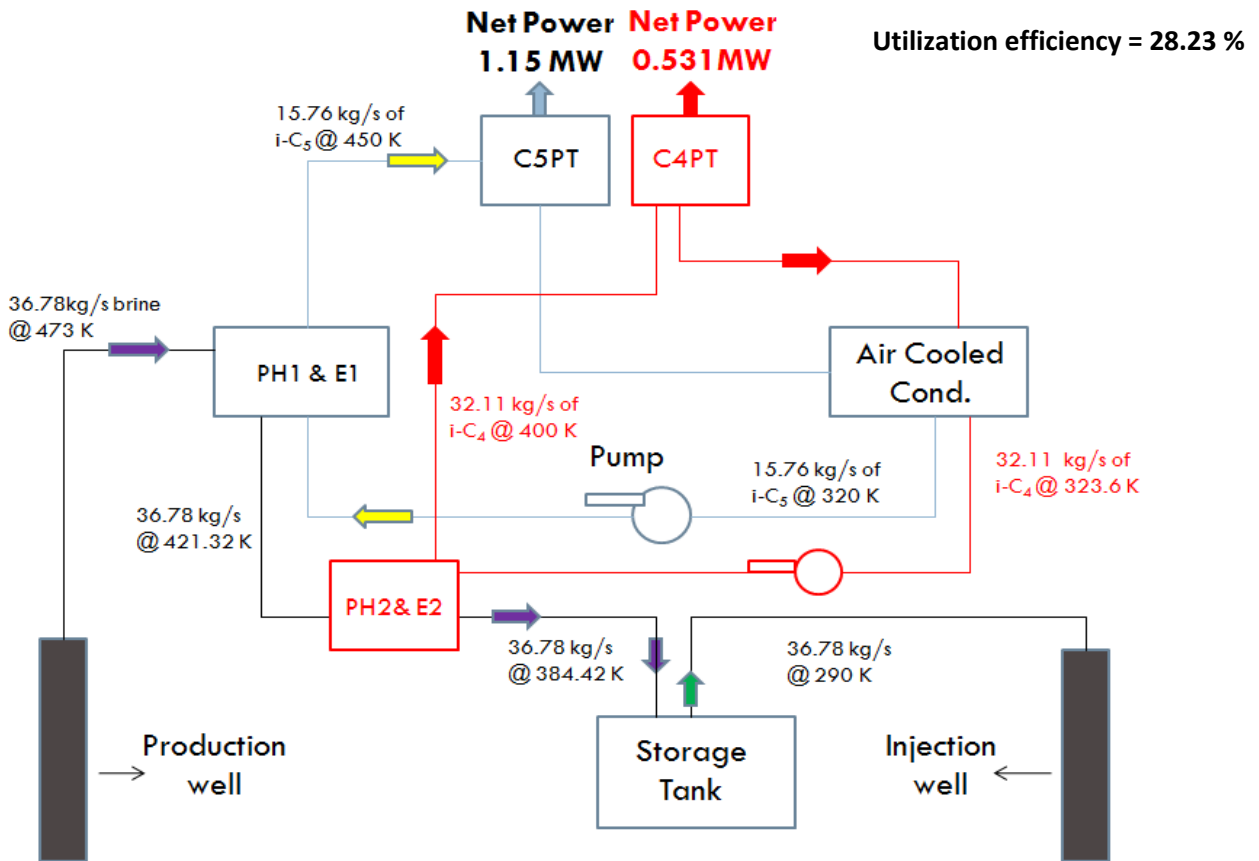 Net Power
1.15 MW
Net Power
0.531MW
Utilization efficiency = 28.23 %
15.76 kg/s of
i-C₅ @ 450 K
C5PT
C4PT
36.78kg/s brine
@ 473 K
PH1 & E1
Air Cooled
Cond.
32.11 kg/s of
i-C₄ @ 400 K
Pump
15.76 kg/s of
i-C₅ @ 320 K
32.11 kg/s of
i-C₄ @ 323.6 K
36.78 kg/s
@ 421.32 K
PH2& E2
36.78 kg/s
@ 384.42 K
36.78 kg/s
@ 290 K
Production
well
Storage
Tank
Injection
well